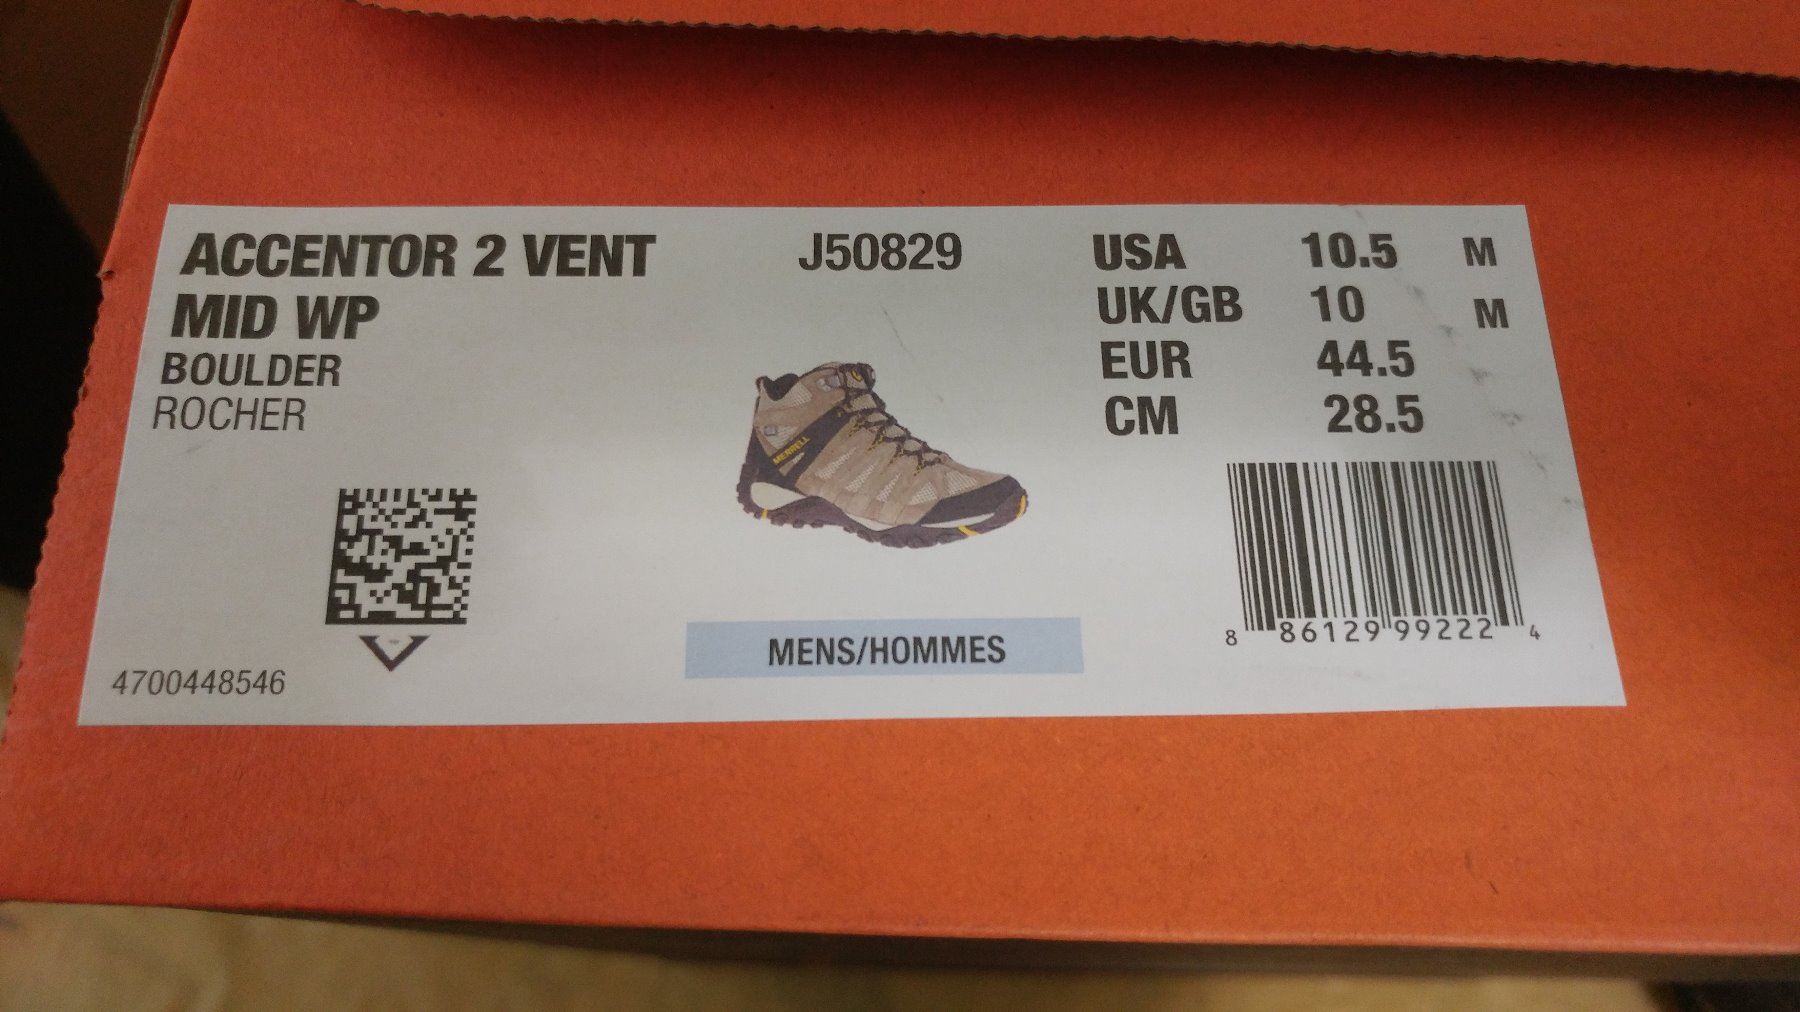 ACCENTOR 2 VENT
MID WP
BOULDER
ROCHER
4700448546
J50829
MERRELL
MENS/HOMMES
USA 10.5 M
UK/GB 10 M
EUR 44.5
CM 28.5
8 86129 99222 4